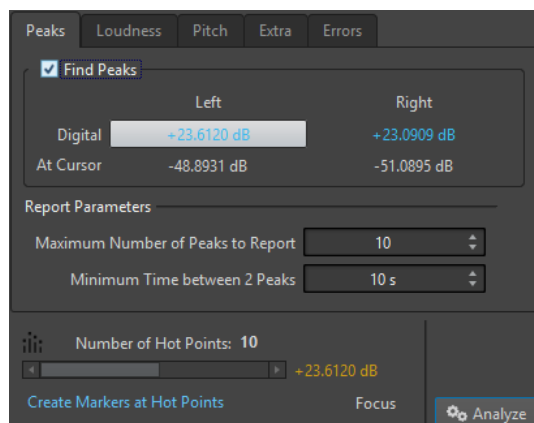 Peaks Loudness Pitch Extra Errors
Find Peaks
Left Right
Digital +23.6120 dB +23.0909 dB
At Cursor -48.8931 dB -51.0895 dB
Report Parameters
Maximum Number of Peaks to Report 10
Minimum Time between 2 Peaks 10 s
Number of Hot Points: 10
+23.6120 dB
Create Markers at Hot Points Focus
Analyze